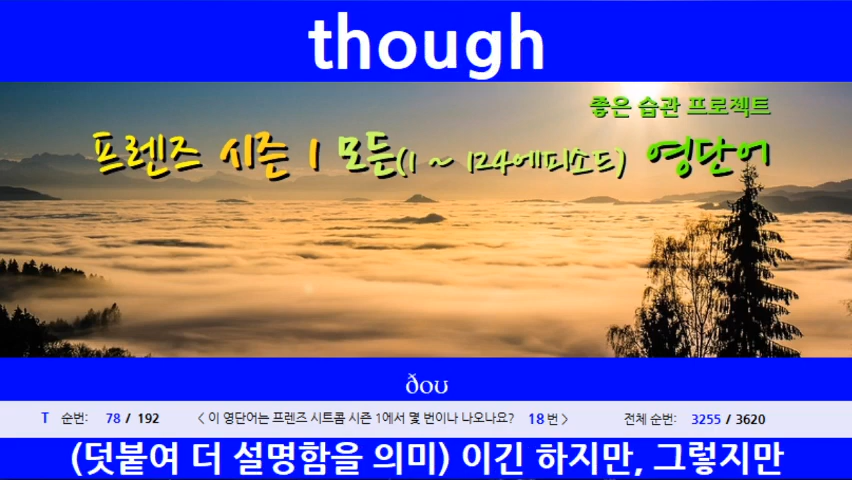 though
좋은 습관 프로젝트
프렌즈 시즌 1 모든(1 ~ 124에피소드) 영단어
ðoʊ
T 순번: 78 / 192 < 이 영단어는 프렌즈 시트콤 시즌 1에서 몇 번이나 나오나요? 18 번 > 전체 순번: 3255 / 3620
(덧붙여 더 설명함을 의미) 이긴 하지만, 그렇지만